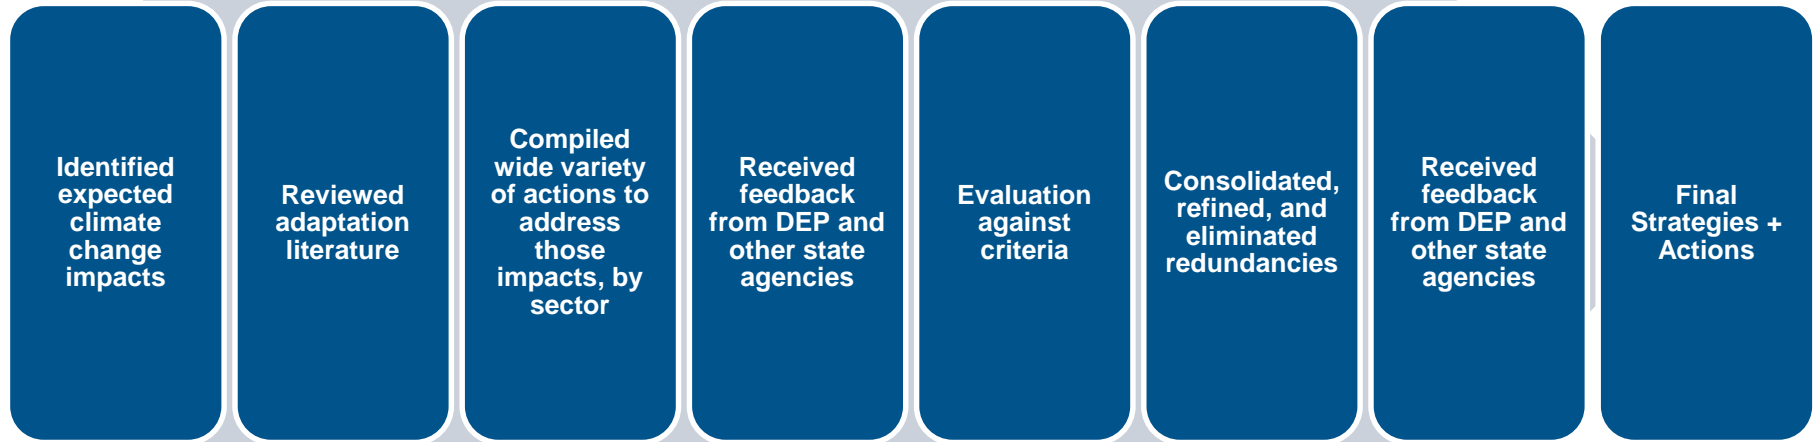 Identified
expected
climate
change
impacts
Reviewed
adaptation
literature
Compiled
wide variety
of actions to
address
those
impacts, by
sector
Received
feedback
from DEP and
other state
agencies
Evaluation
against
criteria
Consolidated,
refined, and
eliminated
redundancies
Received
feedback
from DEP and
other state
agencies
Final
Strategies +
Actions